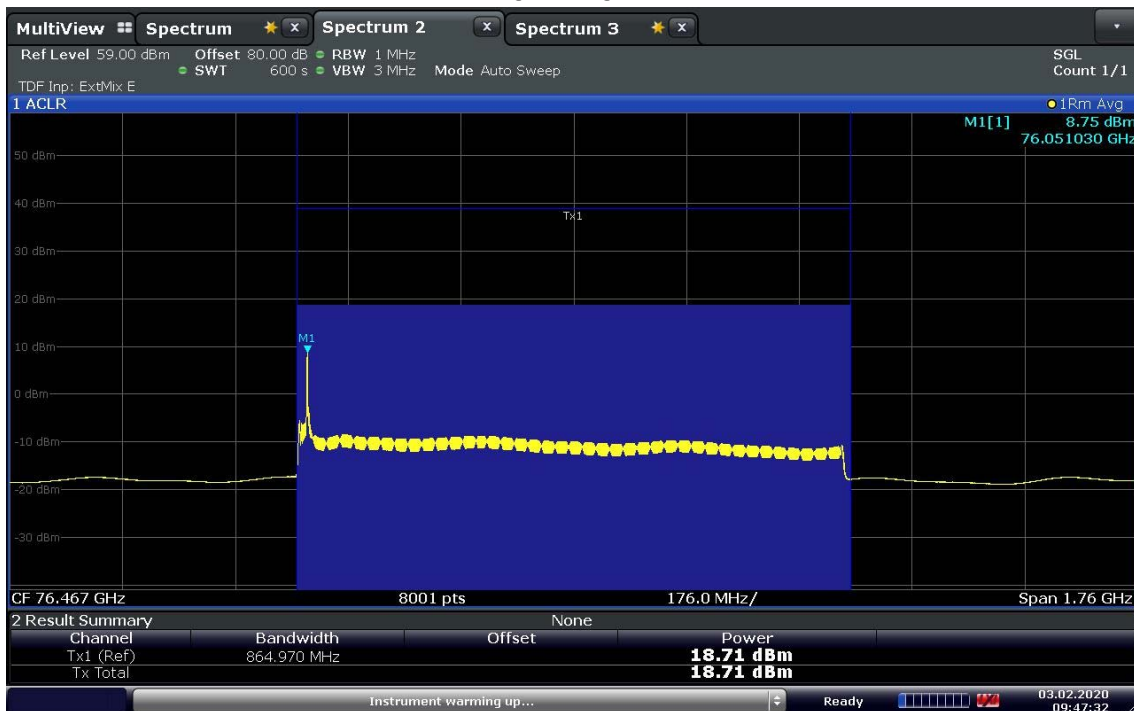 MultiView Spectrum x Spectrum 2 x Spectrum 3 x
Ref Level 59.00 dBm Offset 80.00 dB RBW 1 MHz SGL
SWT 600 s VBW 3 MHz Mode Auto Sweep Count 1/1
TDF Inp: ExtMix E
1 ACLR 1Rm Avg
M1[1] 8.75 dBm
76.051030 GHz
50 dBm
40 dBm
Tx1
30 dBm
20 dBm
M1
10 dBm
0 dBm
-10 dBm
-20 dBm
-30 dBm
CF 76.467 GHz 8001 pts 176.0 MHz/ Span 1.76 GHz
2 Result Summary None
Channel Bandwidth Offset Power
Tx1 (Ref) 864.970 MHz 18.71 dBm
Tx Total 18.71 dBm
Instrument warming up... Ready 03.02.2020
09:47:32